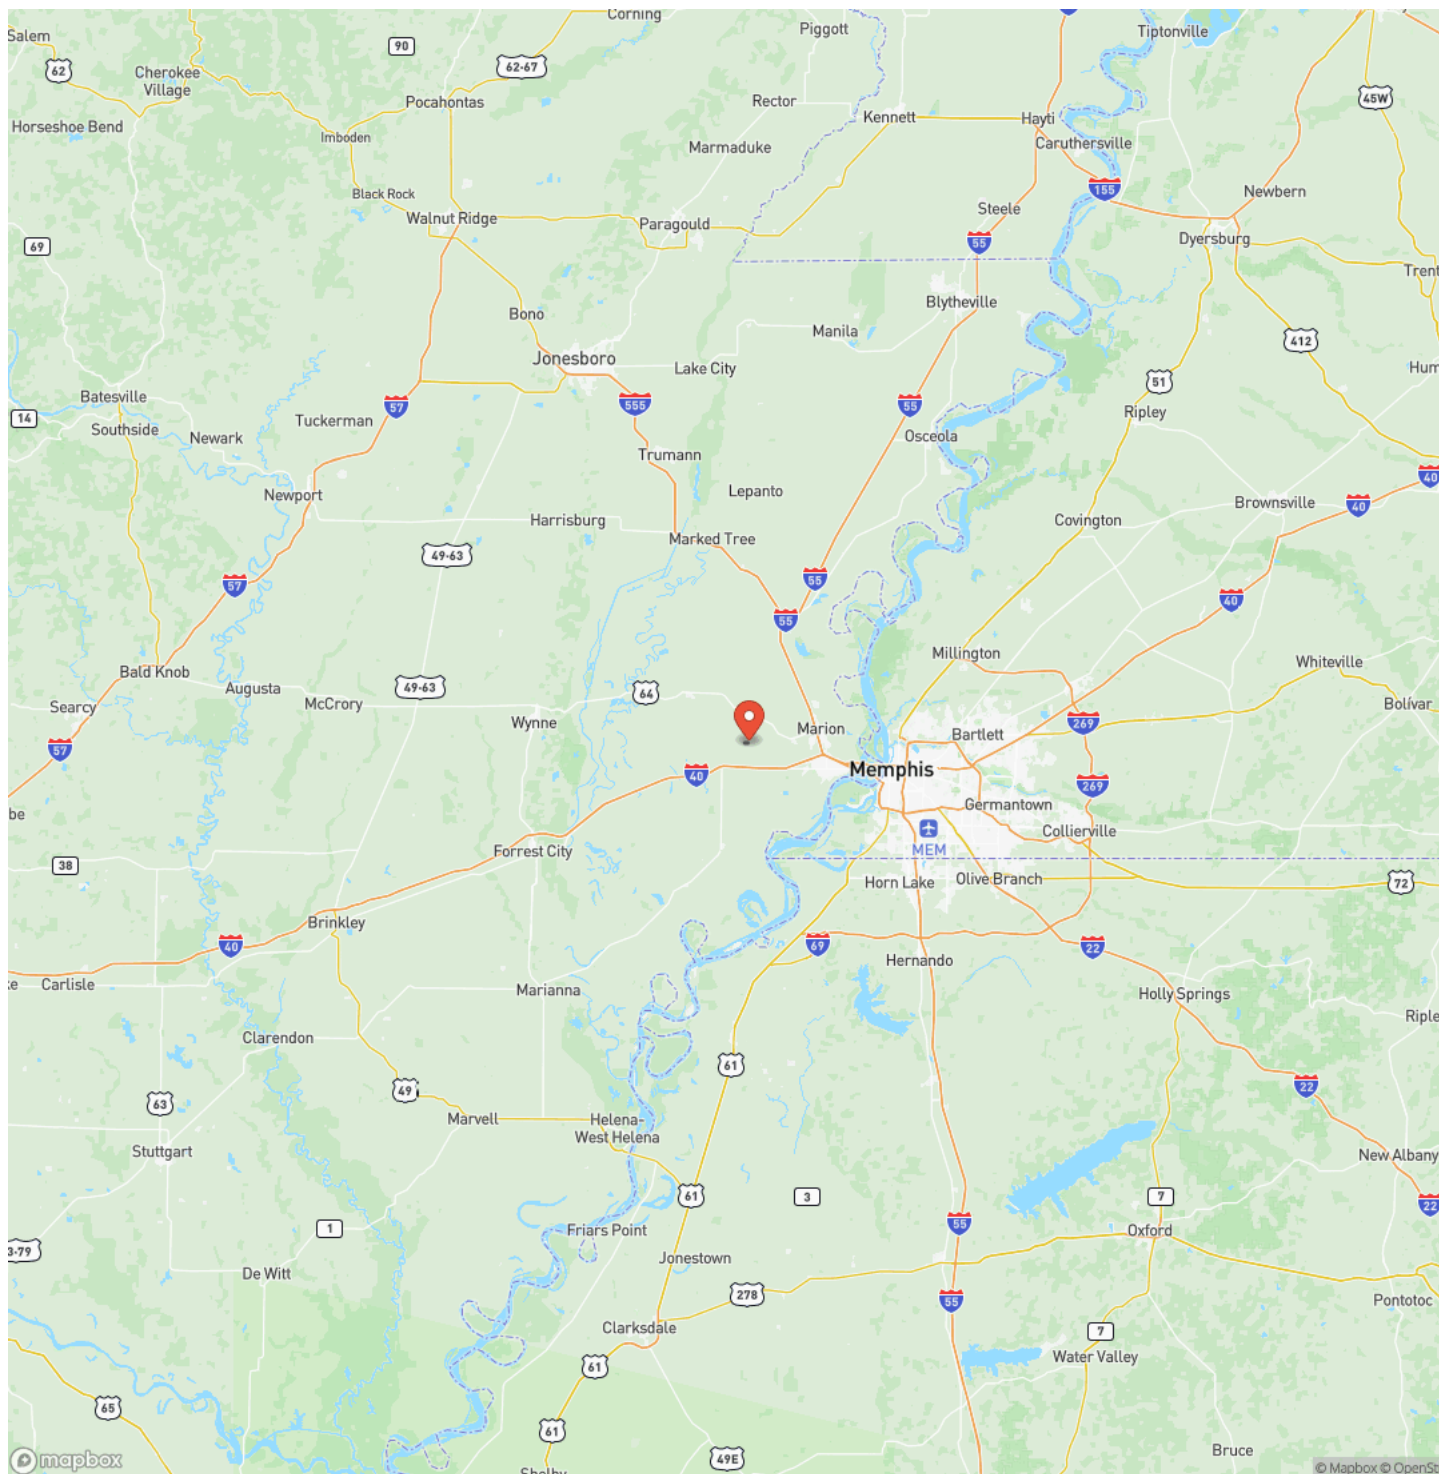 Corning
Salem
Piggott
Tiptonville
90
62
62-67
Cherokee
Village
45W
Pocahontas
Rector
Kennett
Hayti
Horseshoe Bend
Imboden
Marmaduke
Caruthersville
Black Rock
155
Newbern
Walnut Ridge
Paragould
Steele
69
55
Dyersburg
Trent
Blytheville
Bono
Manila
412
Jonesboro
Lake City
Hum
51
Batesville
14
57
555
55
Ripley
Tuckerman
Southside
Newark
Osceola
Trumann
40
Newport
Lepanto
Brownsville
40
Harrisburg
Covington
Marked Tree
49-63
57
55
40
55
Millington
Bald Knob
Whiteville
Augusta
49-63
64
McCrory
Bolívar
Searcy
Wynne
Marion
269
57
Bartlett
40
Memphis
269
be
Germantown
Collierville
MEM
38
Forrest City
Horn Lake
Olive Branch
72
Brinkley
40
69
22
Hernando
ke
Carlisle
Marianna
Holly Springs
Riple
Clarendon
61
49
22
63
Marvell
Helena-
West Helena
Stuttgart
New Albany
61
3
7
22
1
Friars Point
55
Oxford
3-79
Jonestown
De Witt
278
55
Pontotoc
Clarksdale
7
61
Water Valley
65
61
49E
Bruce
mapbox
Shelby
© Mapbox © OpenSt